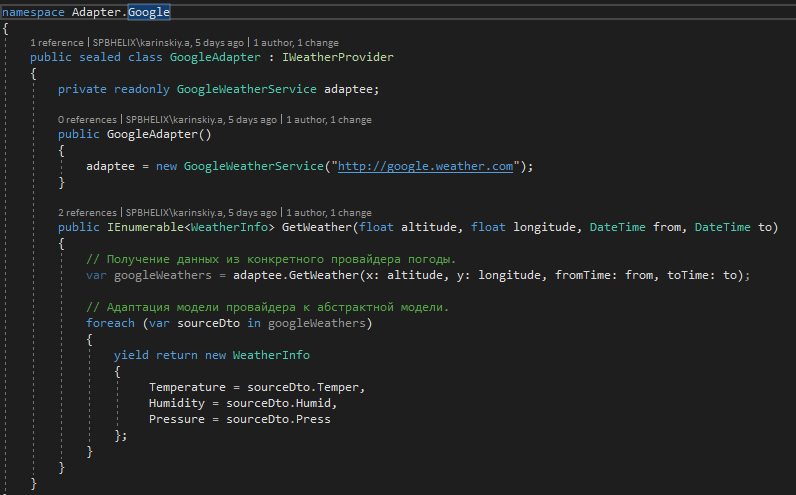 namespace Adapter.Google
{
1 reference | SPBHELIX\karinskiy.a, 5 days ago | 1 author, 1 change
public sealed class GoogleAdapter : IWeatherProvider
{
private readonly GoogleWeatherService adaptee;
0 references | SPBHELIX\karinskiy.a, 5 days ago | 1 author, 1 change
public GoogleAdapter()
{
adaptee = new GoogleWeatherService("http://google.weather.com");
}
2 references | SPBHELIX\karinskiy.a, 5 days ago | 1 author, 1 change
public IEnumerable<WeatherInfo> GetWeather(float altitude, float longitude, DateTime from, DateTime to)
{
// Получение данных из конкретного провайдера погоды.
var googleWeathers = adaptee.GetWeather(x: altitude, y: longitude, fromTime: from, toTime: to);
// Адаптация модели провайдера к абстрактной модели.
foreach (var sourceDto in googleWeathers)
{
yield return new WeatherInfo
{
Temperature = sourceDto.Temper,
Humidity = sourceDto.Humid,
Pressure = sourceDto.Press
};
}
}
}